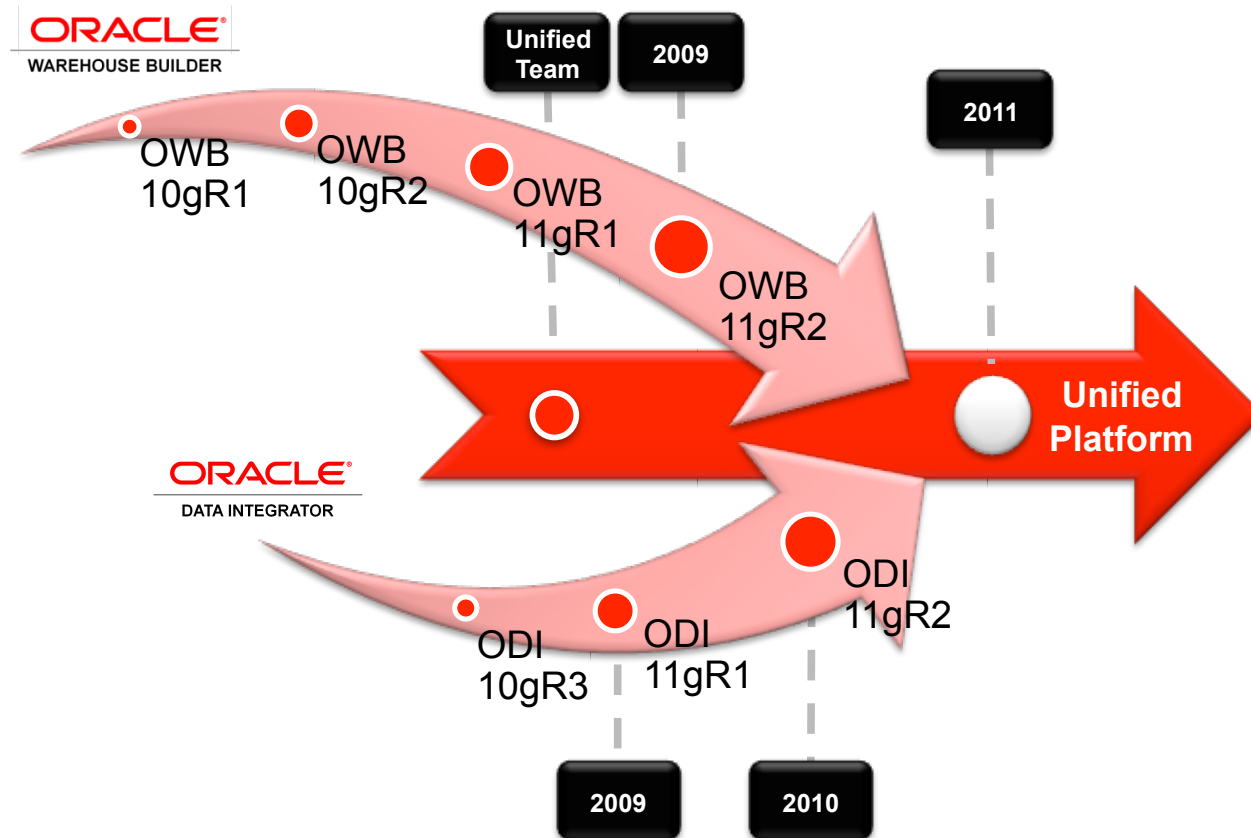 ORACLE®
WAREHOUSE BUILDER
Unified
Team
2009
2011
OWB
10gR1
OWB
10gR2
OWB
11gR1
OWB
11gR2
Unified
Platform
ORACLE®
DATA INTEGRATOR
ODI
10gR3
ODI
11gR1
ODI
11gR2
2009
2010